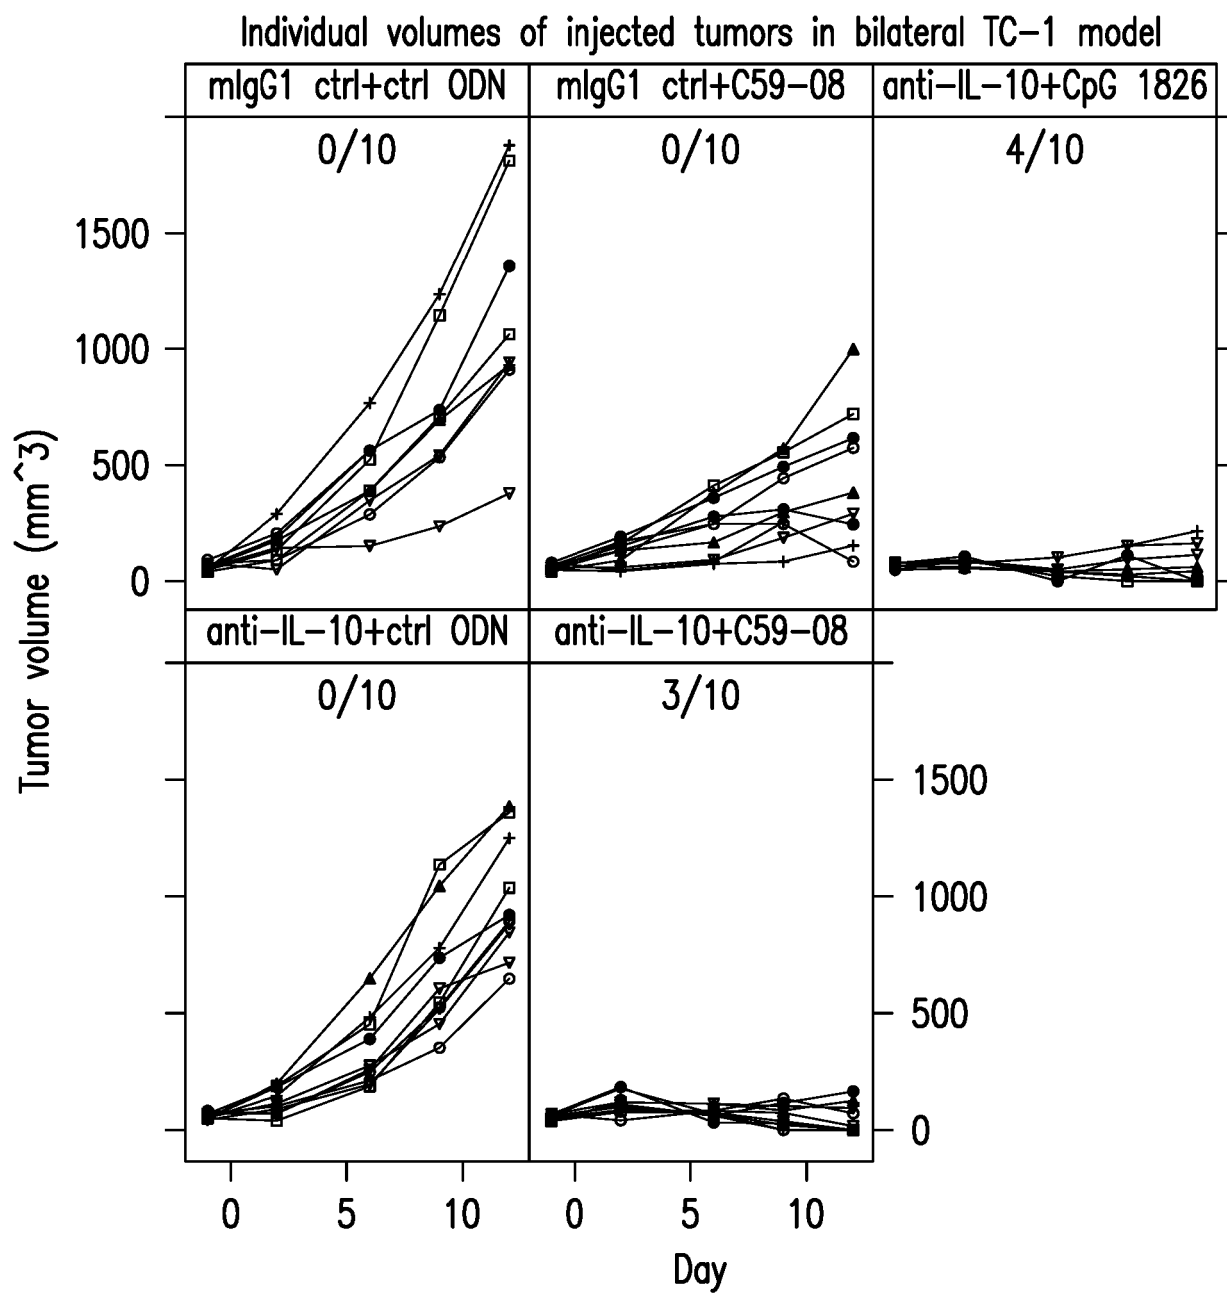 Individual volumes of injected tumors in bilateral TC-1 model
mIgG1 ctrl+ctrl ODN
mIgG1 ctrl+C59-08
anti-IL-10+CpG 1826
0/10
0/10
4/10
1500
1000
500
0
Tumor volume (mm^3)
anti-IL-10+ctrl ODN
anti-IL-10+C59-08
0/10
3/10
1500
1000
500
0
0 5 10
0 5 10
Day